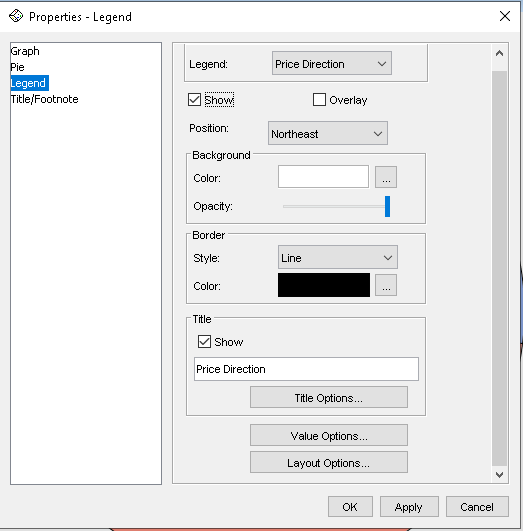 Properties - Legend
Graph
Pie
Legend
Title/Footnote
Legend: Price Direction
Show Overlay
Position: Northeast
Background
Color: ...
Opacity:
Border
Style: Line
Color: ...
Title
Show
Price Direction
Title Options...
Value Options...
Layout Options...
OK Apply Cancel